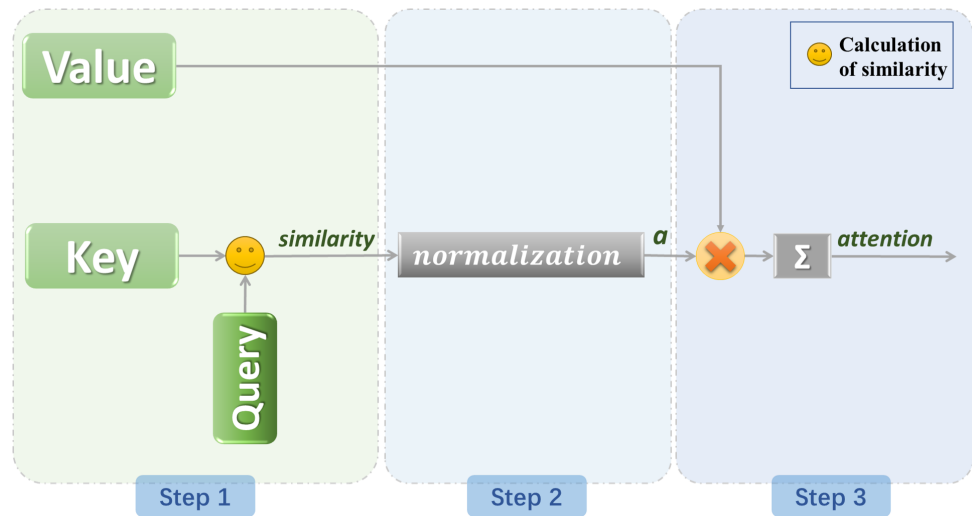 Value
Calculation
of similarity
Key
similarity
normalization
a
Σ
attention
Query
Step 1
Step 2
Step 3